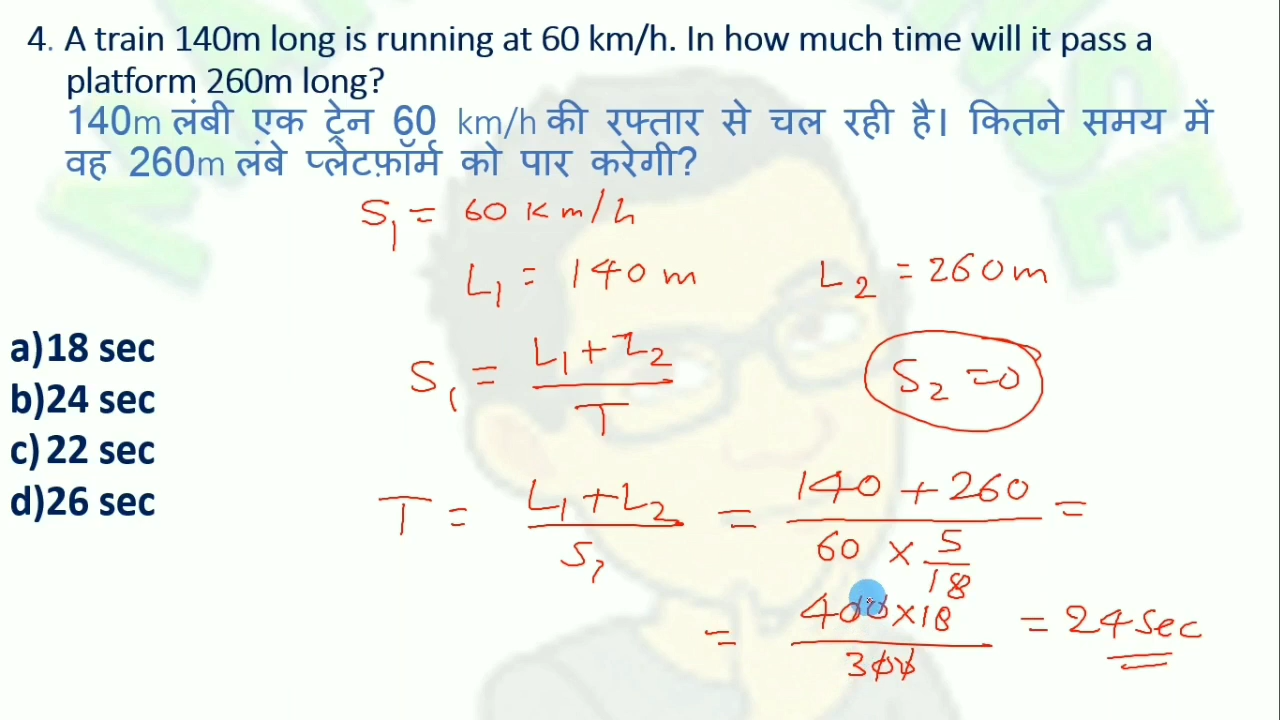 4. A train 140m long is running at 60 km/h. In how much time will it pass a
platform 260m long?
140m लंबी एक ट्रेन 60 km/h की रफ्तार से चल रही है। कितने समय में
वह 260m लंबे प्लेटफ़ॉर्म को पार करेगी?
S₁ = 60 Km/h
L₁ = 140 m L₂ = 260m
a)18 sec
b)24 sec
c)22 sec
d)26 sec
S₁ = (L₁+L₂)/T S₂ = 0
T = (L₁+L₂)/S₁ = (140 + 260)/(60 × 5/18) =
= (400×18)/300 = 24 Sec